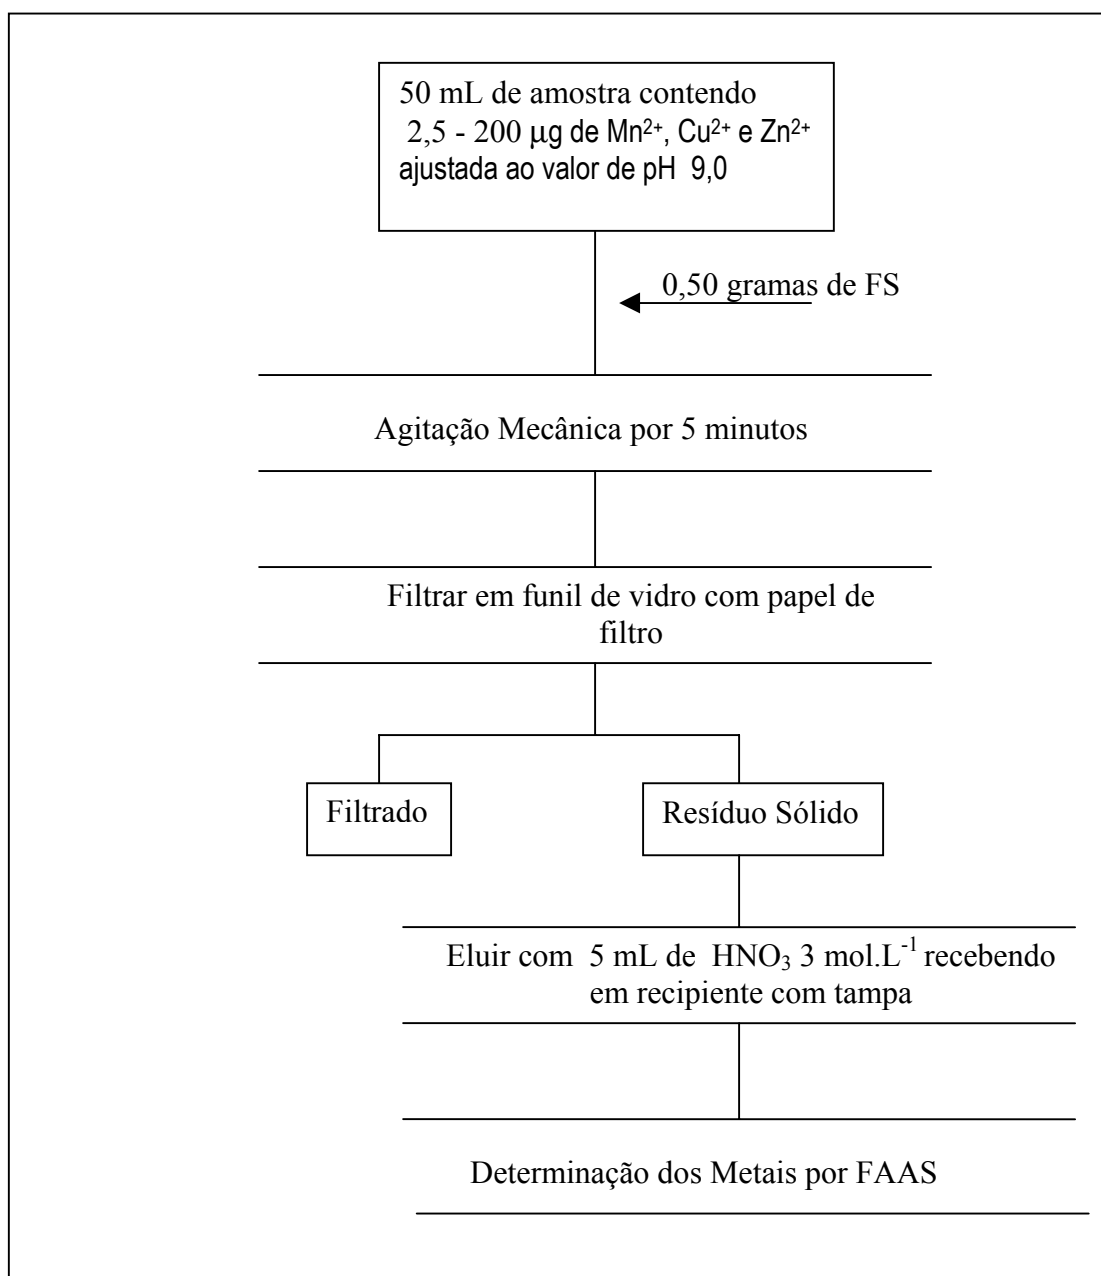 50 mL de amostra contendo
2,5 - 200 µg de Mn²⁺, Cu²⁺ e Zn²⁺
ajustada ao valor de pH 9,0
0,50 gramas de FS
Agitação Mecânica por 5 minutos
Filtrar em funil de vidro com papel de
filtro
Filtrado
Resíduo Sólido
Eluir com 5 mL de HNO₃ 3 mol.L⁻¹ recebendo
em recipiente com tampa
Determinação dos Metais por FAAS